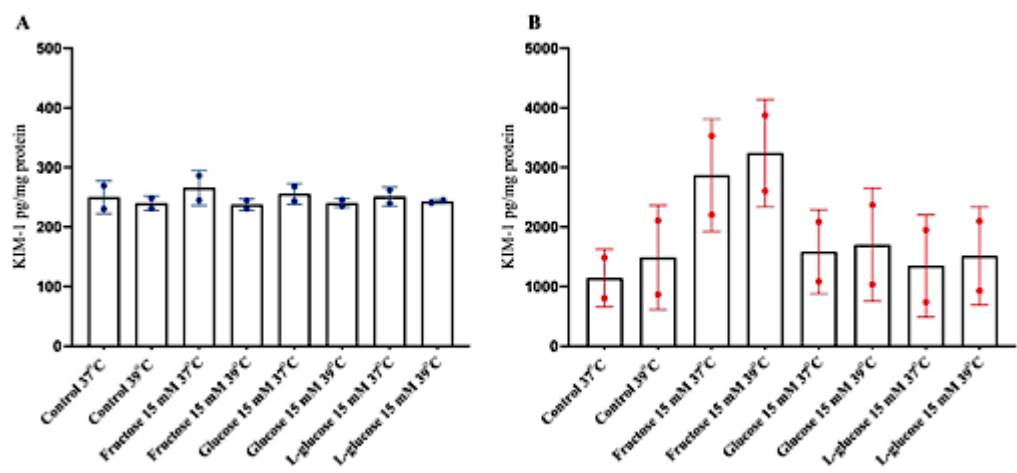 A
KIM-1 pg/mg protein
500
400
300
200
100
0
Control 37°C
Control 39°C
Fructose 15 mM 37°C
Fructose 15 mM 39°C
Glucose 15 mM 37°C
Glucose 15 mM 39°C
L-glucose 15 mM 37°C
L-glucose 15 mM 39°C
B
KIM-1 pg/mg protein
5000
4000
3000
2000
1000
0
Control 37°C
Control 39°C
Fructose 15 mM 37°C
Fructose 15 mM 39°C
Glucose 15 mM 37°C
Glucose 15 mM 39°C
L-glucose 15 mM 37°C
L-glucose 15 mM 39°C